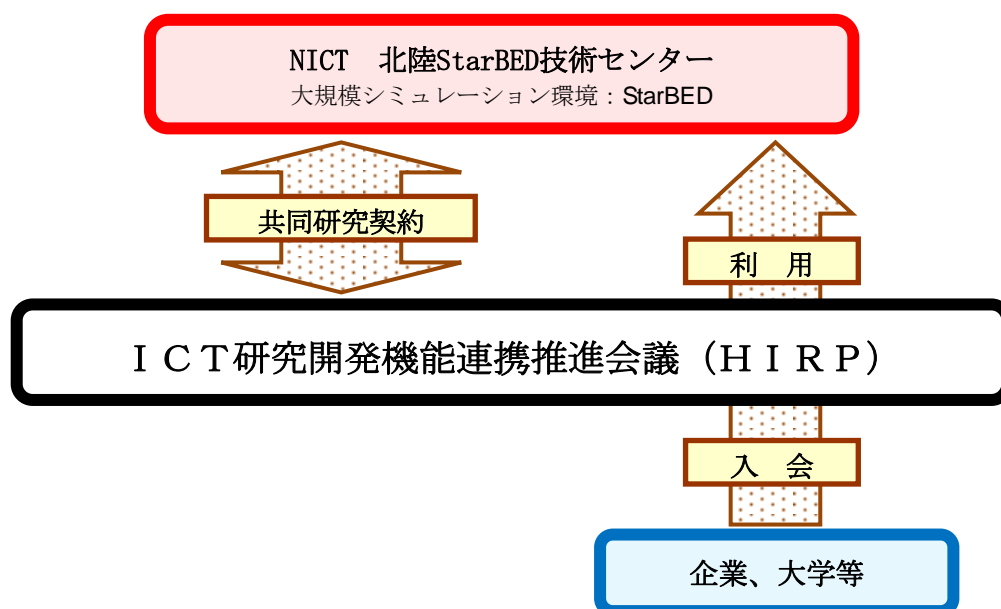 NICT　北陸StarBED技術センター
大規模シミュレーション環境：StarBED
共同研究契約
利　用
ＩＣＴ研究開発機能連携推進会議（ＨＩＲＰ）
入　会
企業、大学等